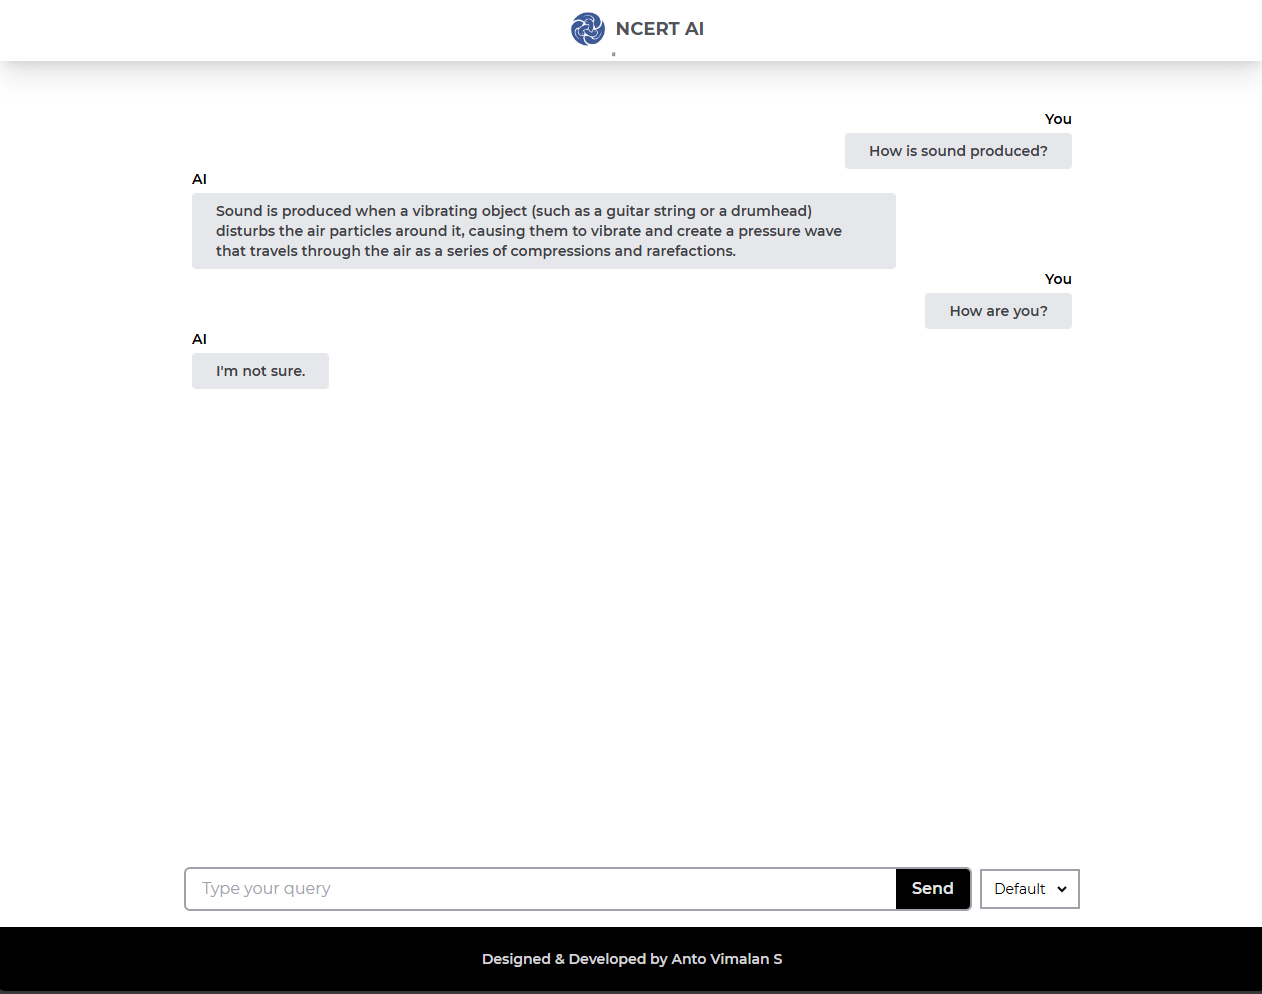 NCERT AI
You
How is sound produced?
AI
Sound is produced when a vibrating object (such as a guitar string or a drumhead)
disturbs the air particles around it, causing them to vibrate and create a pressure wave
that travels through the air as a series of compressions and rarefactions.
You
How are you?
AI
I'm not sure.
Type your query
Send
Default
Designed & Developed by Anto Vimalan S